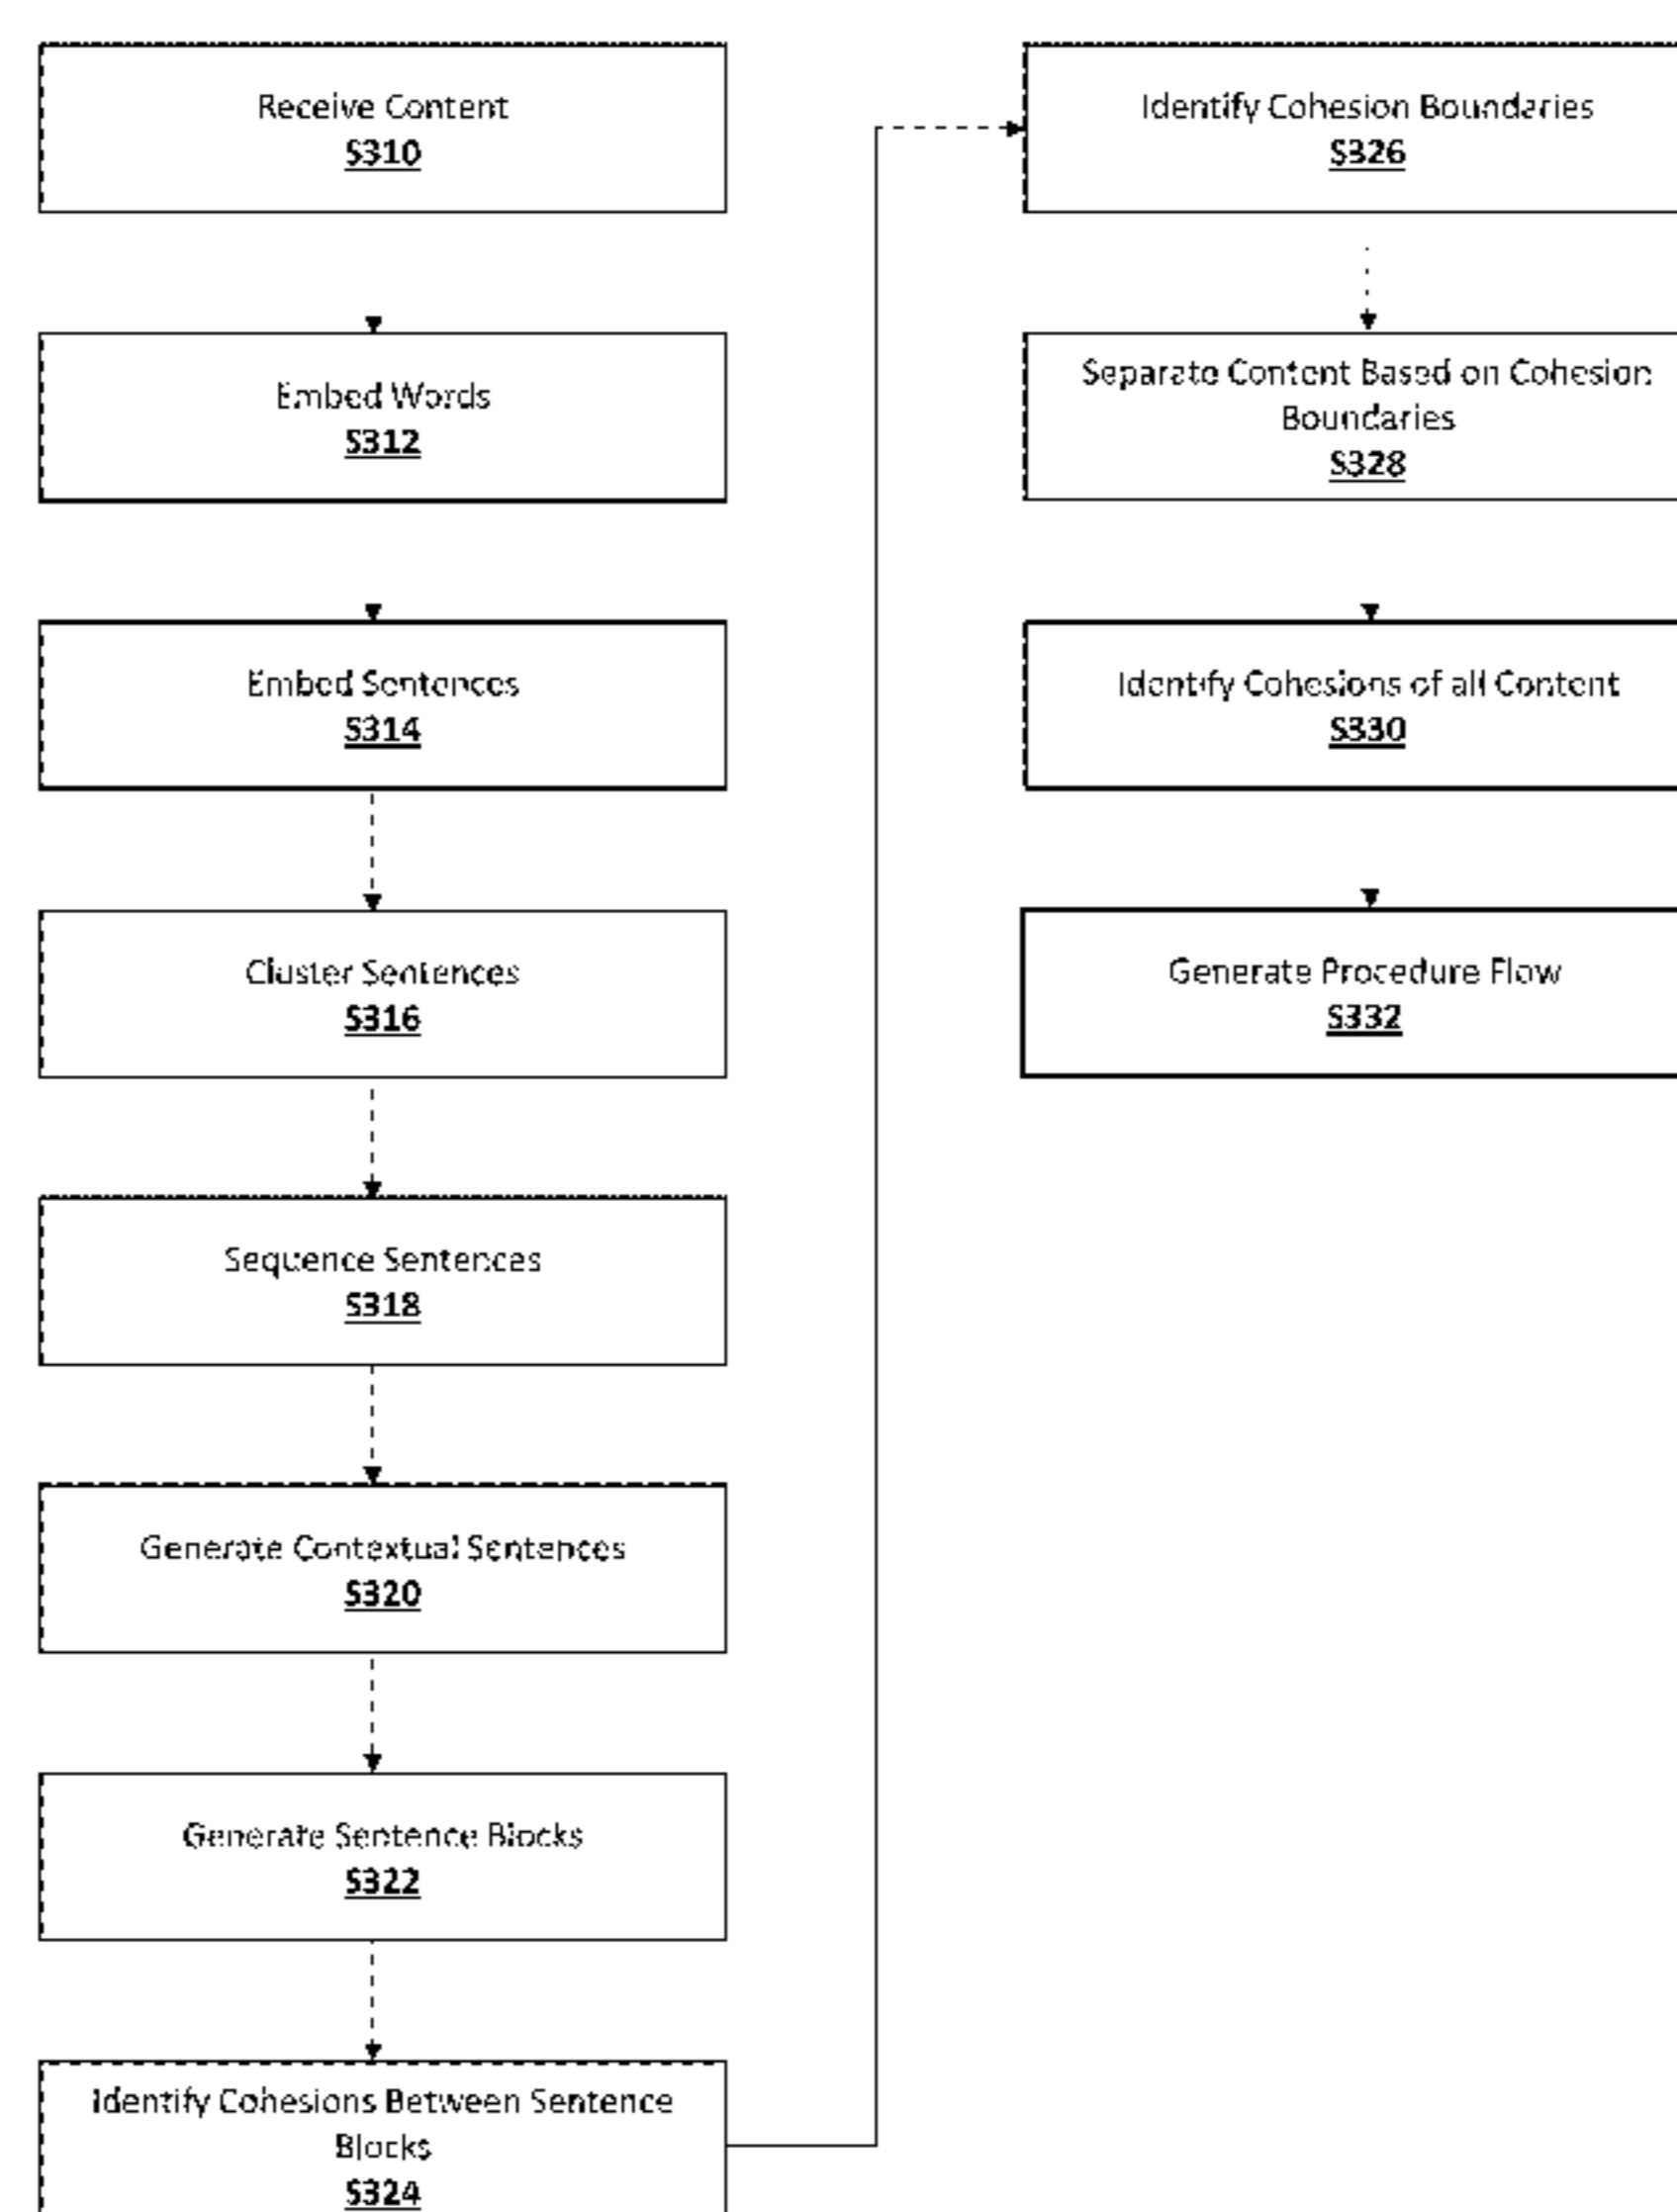 Receive Content
S310
Embed Words
S312
Embed Sentences
S314
Cluster Sentences
S316
Sequence Sentences
S318
Generate Contextual Sentences
S320
Generate Sentence Blocks
S322
Identify Cohesions Between Sentence
Blocks
S324
Identify Cohesion Boundaries
S326
Separate Content Based on Cohesion
Boundaries
S328
Identify Cohesions of all Content
S330
Generate Procedure Flow
S332